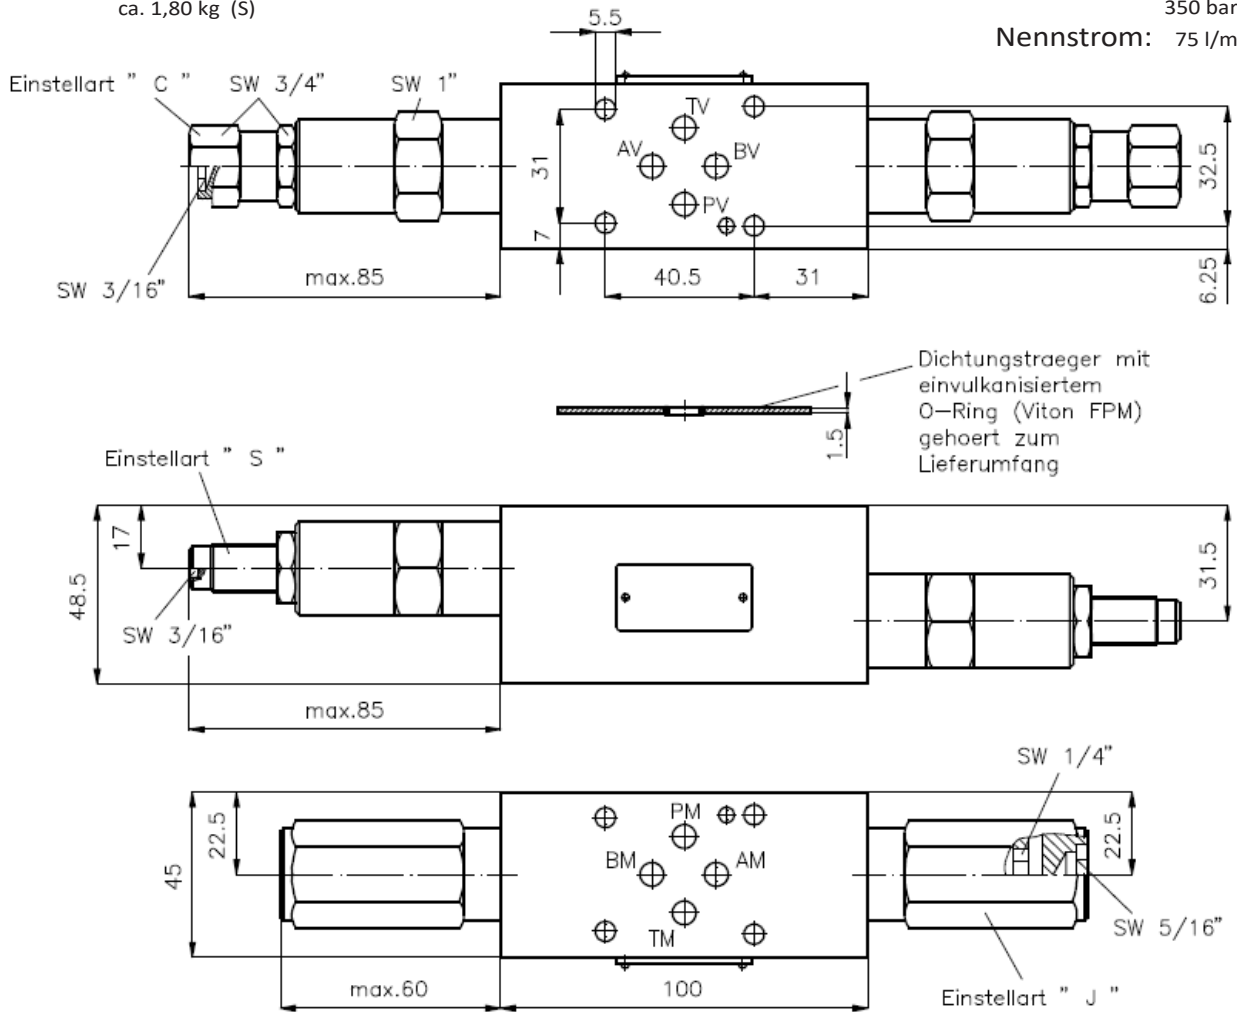 ca. 1,80 kg (S)
350 bar
Nennstrom: 75 l/m
5.5
Einstellart " C "
SW 3/4"
SW 1"
TV
AV
BV
PV
31
7
32.5
6.25
SW 3/16"
max.85
40.5
31
Dichtungstraeger mit
einvulkanisiertem
O-Ring (Viton FPM)
gehoert zum
Lieferumfang
1.5
Einstellart " S "
17
48.5
31.5
SW 3/16"
max.85
SW 1/4"
22.5
45
PM
BM
AM
TM
22.5
SW 5/16"
max.60
100
Einstellart " J "